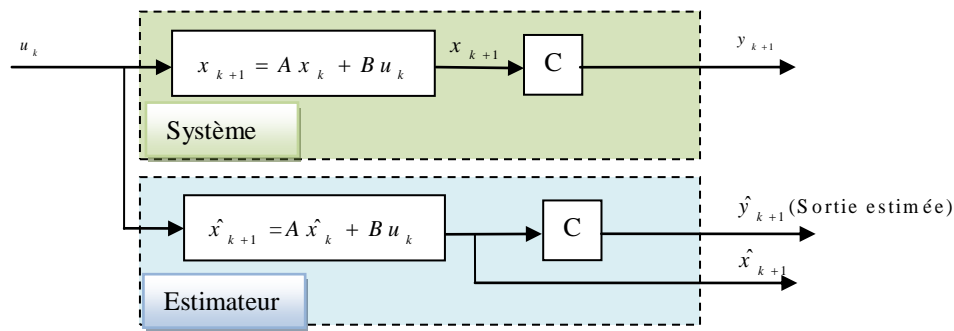 u_k
x_{k+1} = A x_k + B u_k
x_{k+1}
C
y_{k+1}
Système
x̂_{k+1} = A x̂_k + B u_k
C
ŷ_{k+1} (Sortie estimée)
x̂_{k+1}
Estimateur